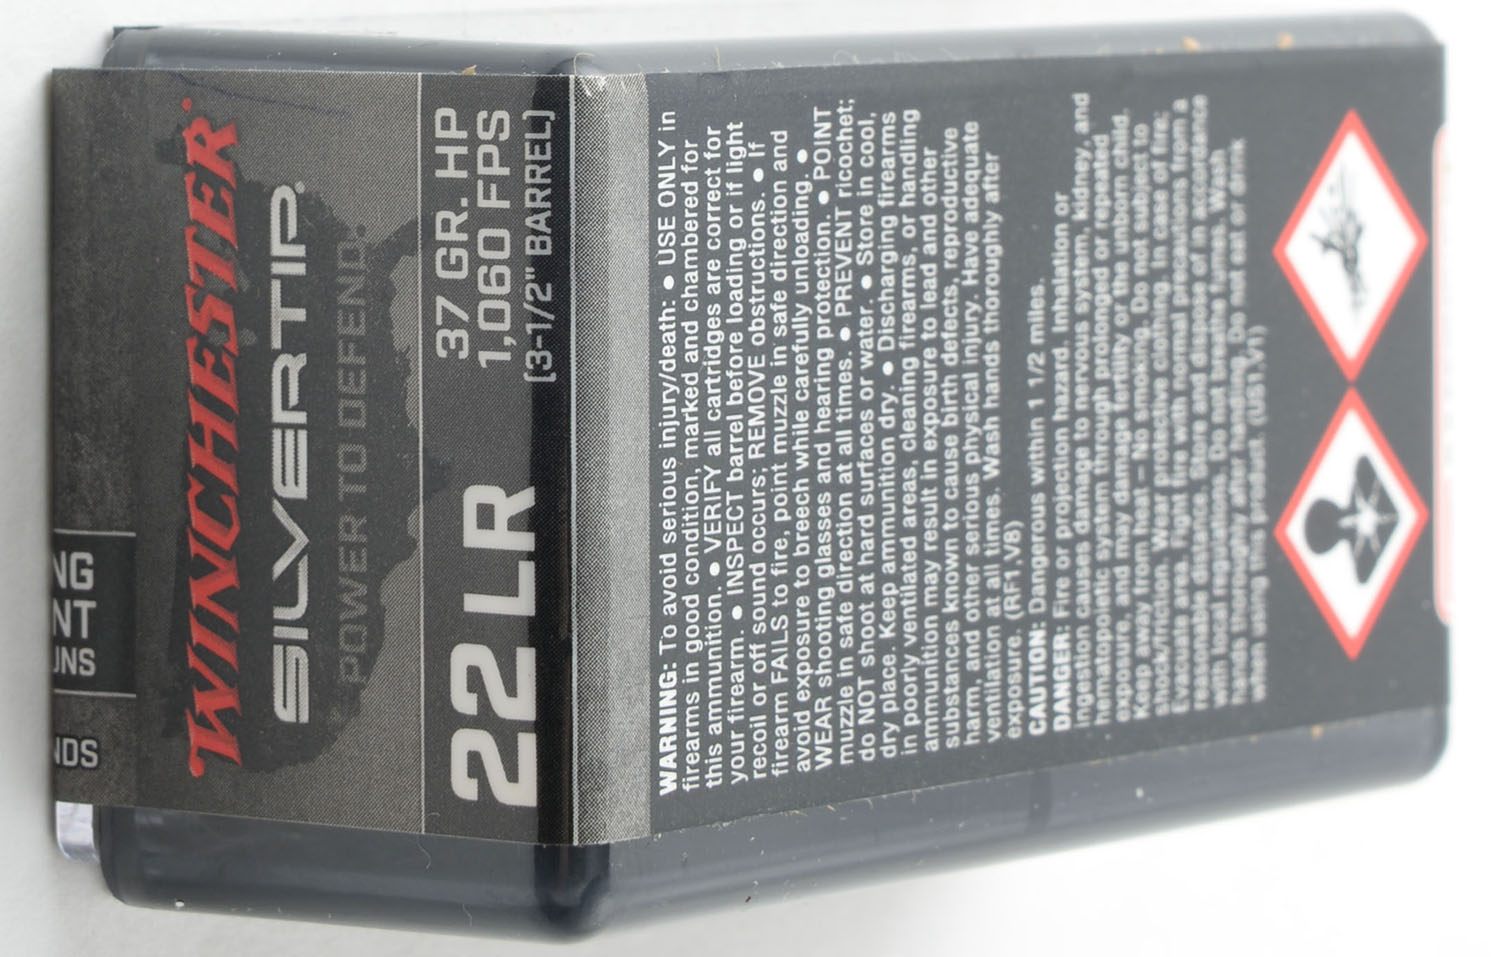 NG
NT
UNS
NDS
WINCHESTER®
SILVERTIP®
POWER TO DEFEND.
22 LR
37 GR. HP
1,060 FPS
(3-1/2" BARREL)
WARNING: To avoid serious injury/death: ● USE ONLY in
firearms in good condition, marked and chambered for
this ammunition. ● VERIFY all cartridges are correct for
your firearm. ● INSPECT barrel before loading or if light
recoil or off sound occurs; REMOVE obstructions. ● If
firearm FAILS to fire, point muzzle in safe direction and
avoid exposure to breech while carefully unloading. ●
WEAR shooting glasses and hearing protection. ● POINT
muzzle in safe direction at all times. ● PREVENT ricochet;
do NOT shoot at hard surfaces or water. ● Store in cool,
dry place. Keep ammunition dry. ● Discharging firearms
in poorly ventilated areas, cleaning firearms, or handling
ammunition may result in exposure to lead and other
substances known to cause birth defects, reproductive
harm, and other serious physical injury. Have adequate
ventilation at all times. Wash hands thoroughly after
exposure. (RF1.V8)
CAUTION: Dangerous within 1 1/2 miles.
DANGER: Fire or projection hazard. Inhalation or
ingestion causes damage to nervous system, kidney, and
hematopoietic system through prolonged or repeated
exposure, and may damage fertility or the unborn child.
Keep away from heat – No smoking. Do not subject to
shock/friction. Wear protective clothing. In case of fire:
Evacuate area. Fight fire with normal precautions from a
reasonable distance. Store and dispose of in accordance
with local regulations. Do not breathe fumes. Wash
hands thoroughly after handling. Do not eat or drink
when using this product. (US1.V1)